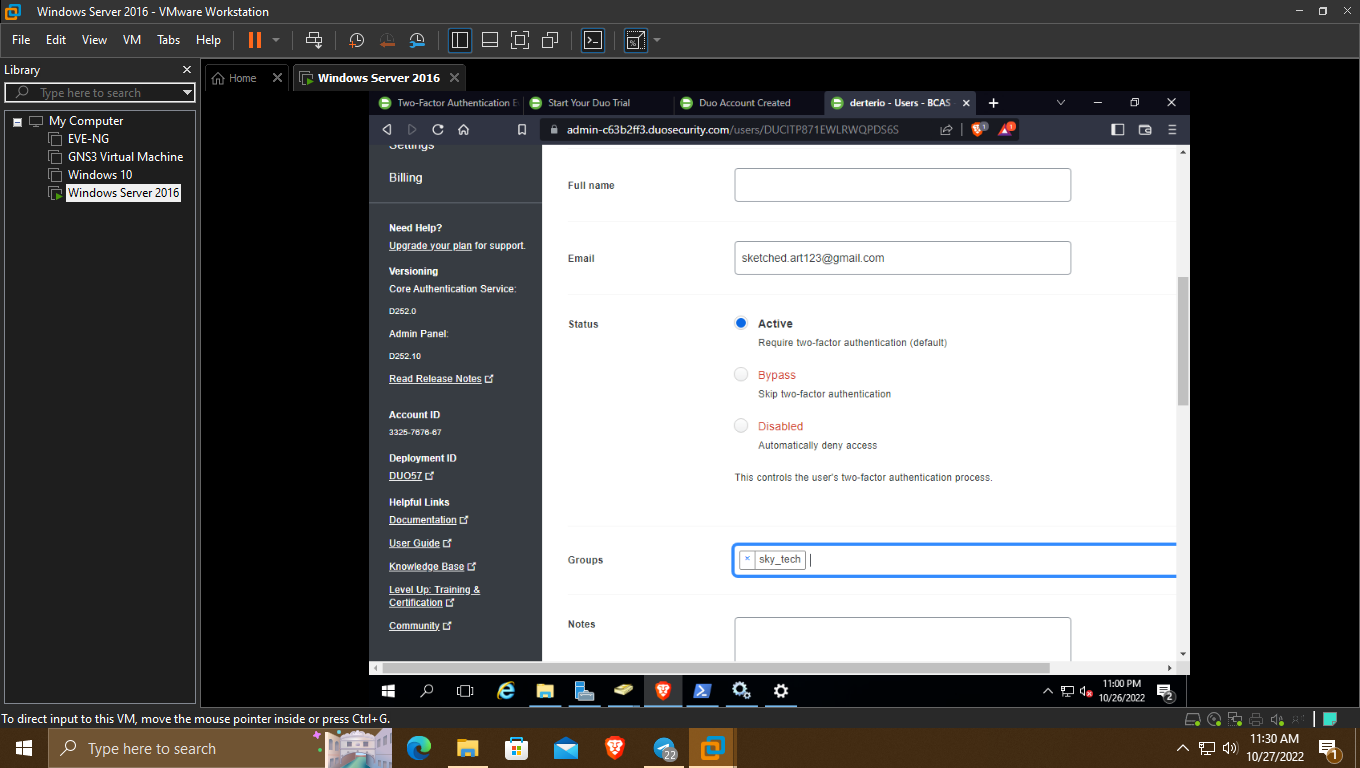 Windows Server 2016 - VMware Workstation
File Edit View VM Tabs Help
Library
Type here to search
My Computer
EVE-NG
GNS3 Virtual Machine
Windows 10
Windows Server 2016
Home
Windows Server 2016
Two-Factor Authentication E
Start Your Duo Trial
Duo Account Created
derterio - Users - BCAS
admin-c63b2ff3.duosecurity.com/users/DUCITP871EWLRWQPDS6S
1
1
Settings
Billing
Need Help?
Upgrade your plan for support.
Versioning
Core Authentication Service:
D252.0
Admin Panel:
D252.10
Read Release Notes
Account ID
3325-7676-67
Deployment ID
DUO57
Helpful Links
Documentation
User Guide
Knowledge Base
Level Up: Training &
Certification
Community
Full name
Email
sketched.art123@gmail.com
Status
Active
Require two-factor authentication (default)
Bypass
Skip two-factor authentication
Disabled
Automatically deny access
This controls the user's two-factor authentication process.
Groups
× sky_tech
Notes
11:00 PM
10/26/2022
2
To direct input to this VM, move the mouse pointer inside or press Ctrl+G.
Type here to search
22
11:30 AM
10/27/2022
1